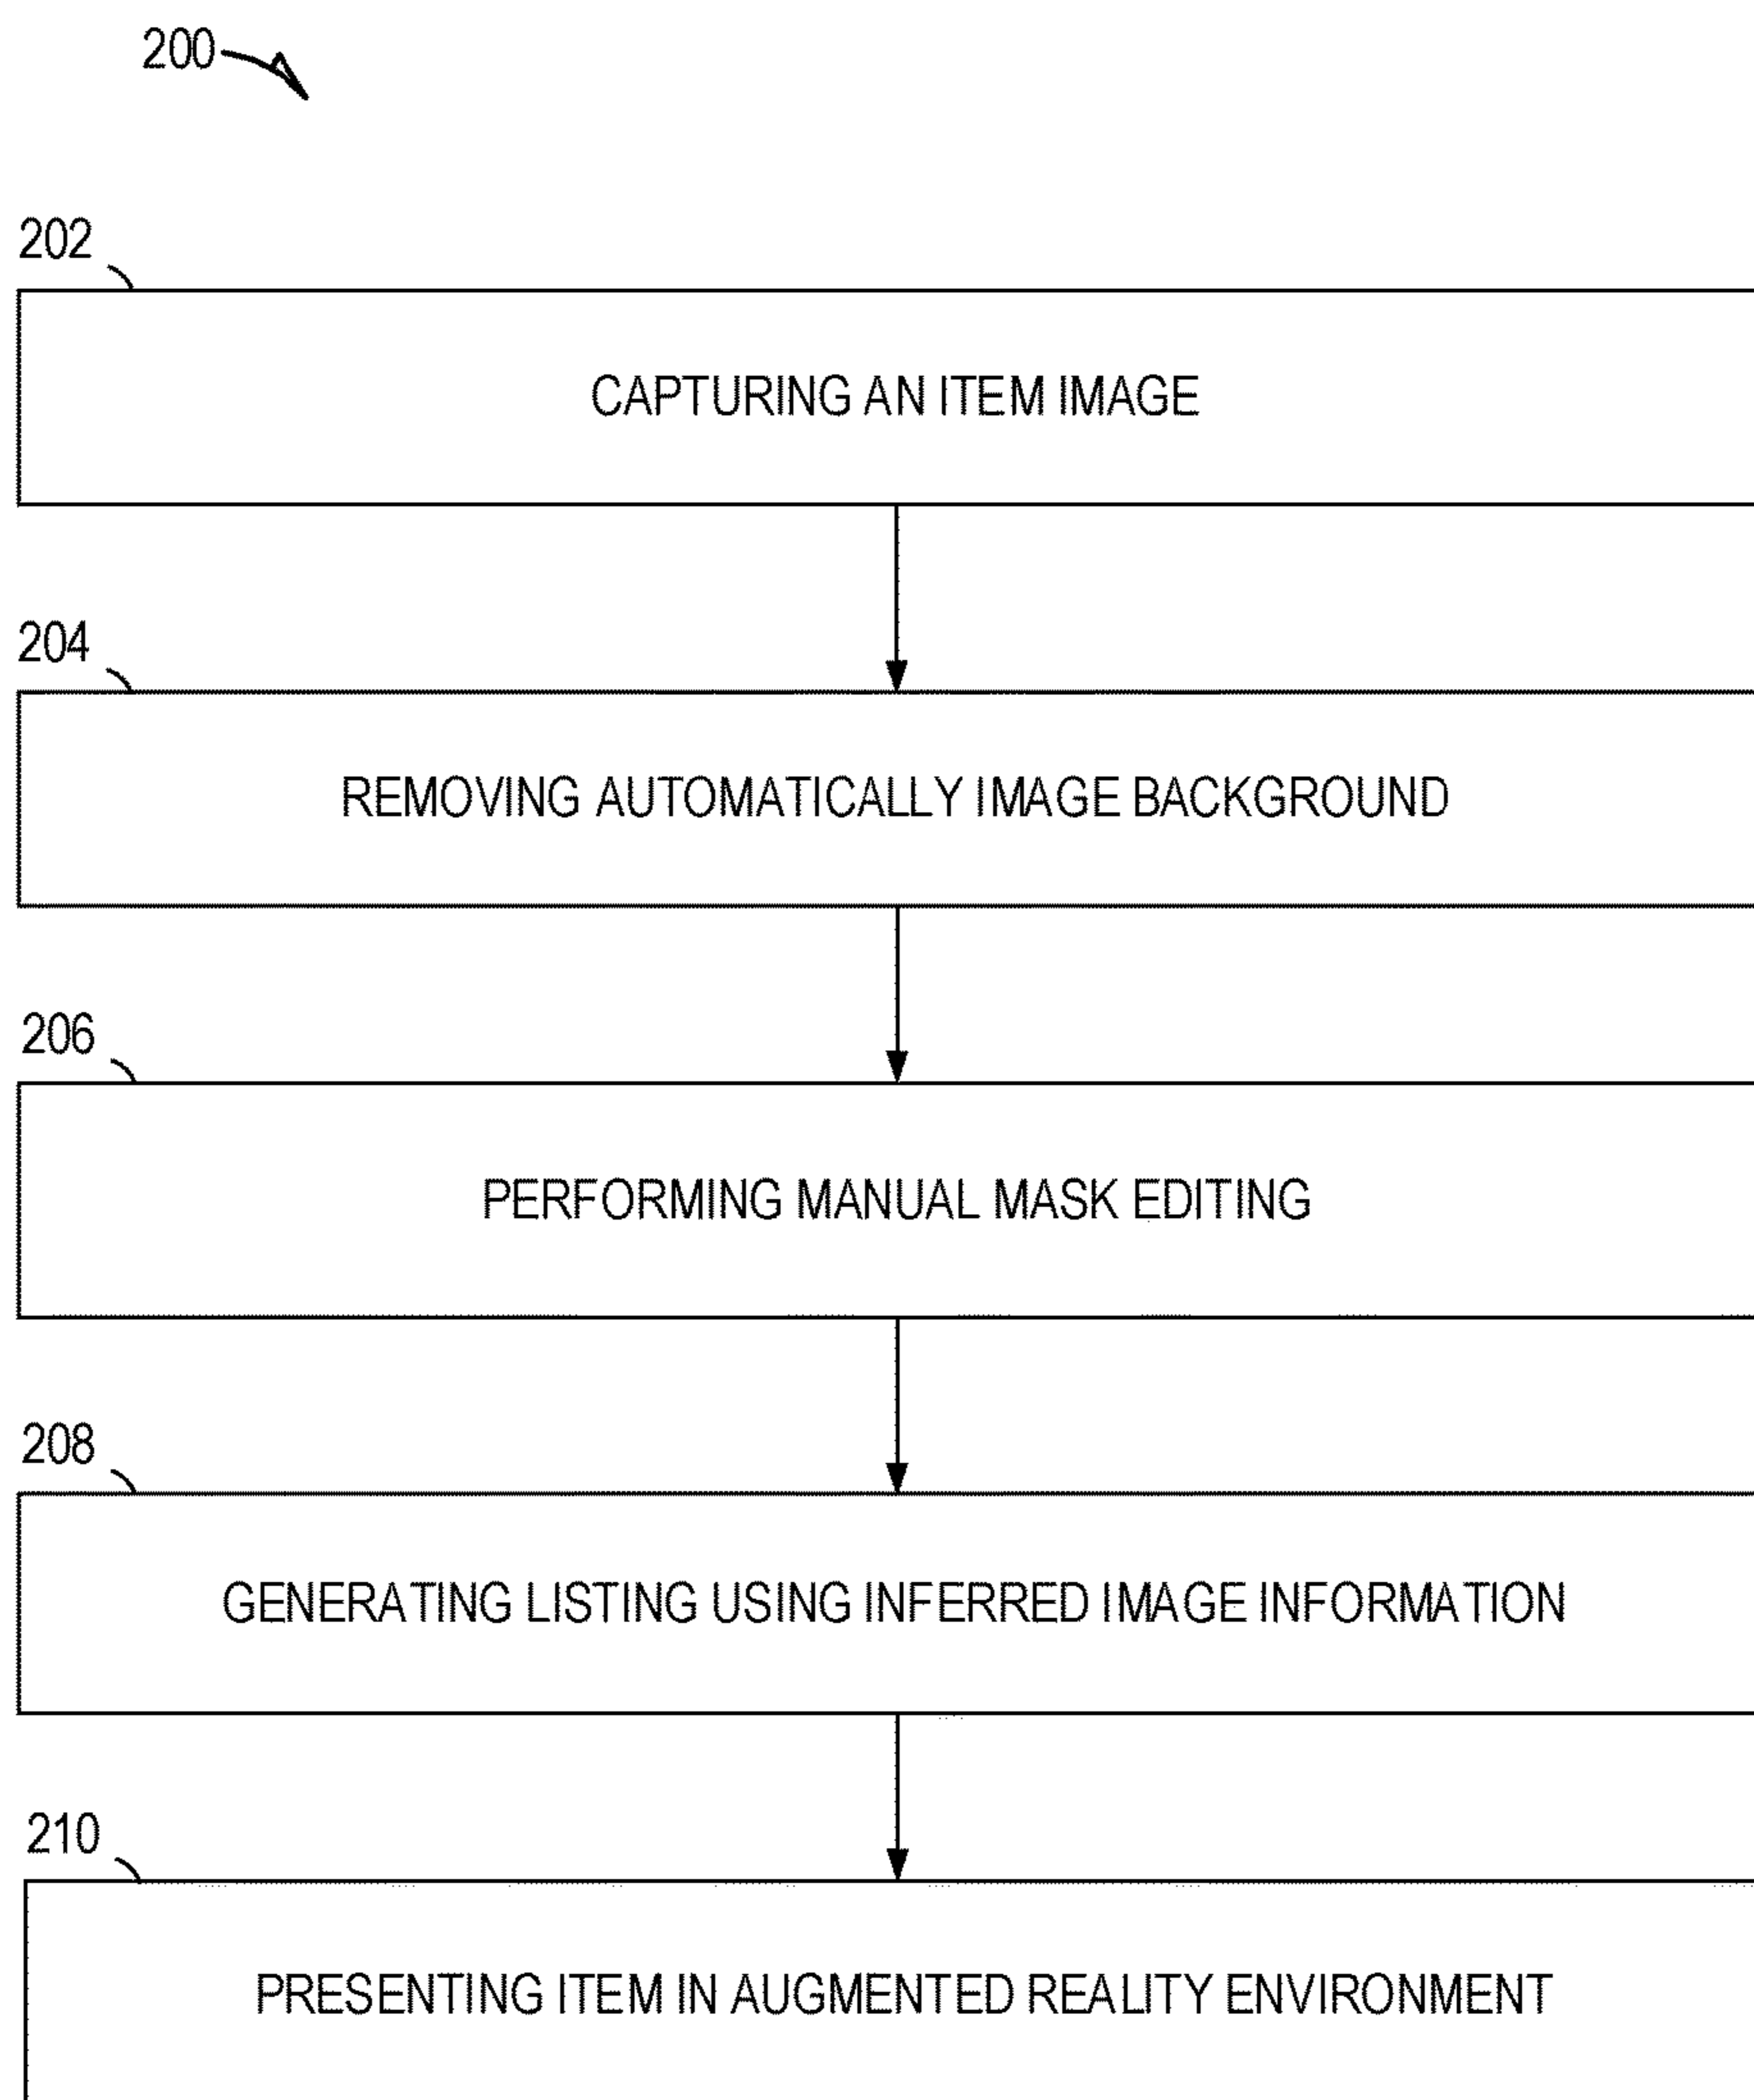 200
202
CAPTURING AN ITEM IMAGE
204
REMOVING AUTOMATICALLY IMAGE BACKGROUND
206
PERFORMING MANUAL MASK EDITING
208
GENERATING LISTING USING INFERRED IMAGE INFORMATION
210
PRESENTING ITEM IN AUGMENTED REALITY ENVIRONMENT